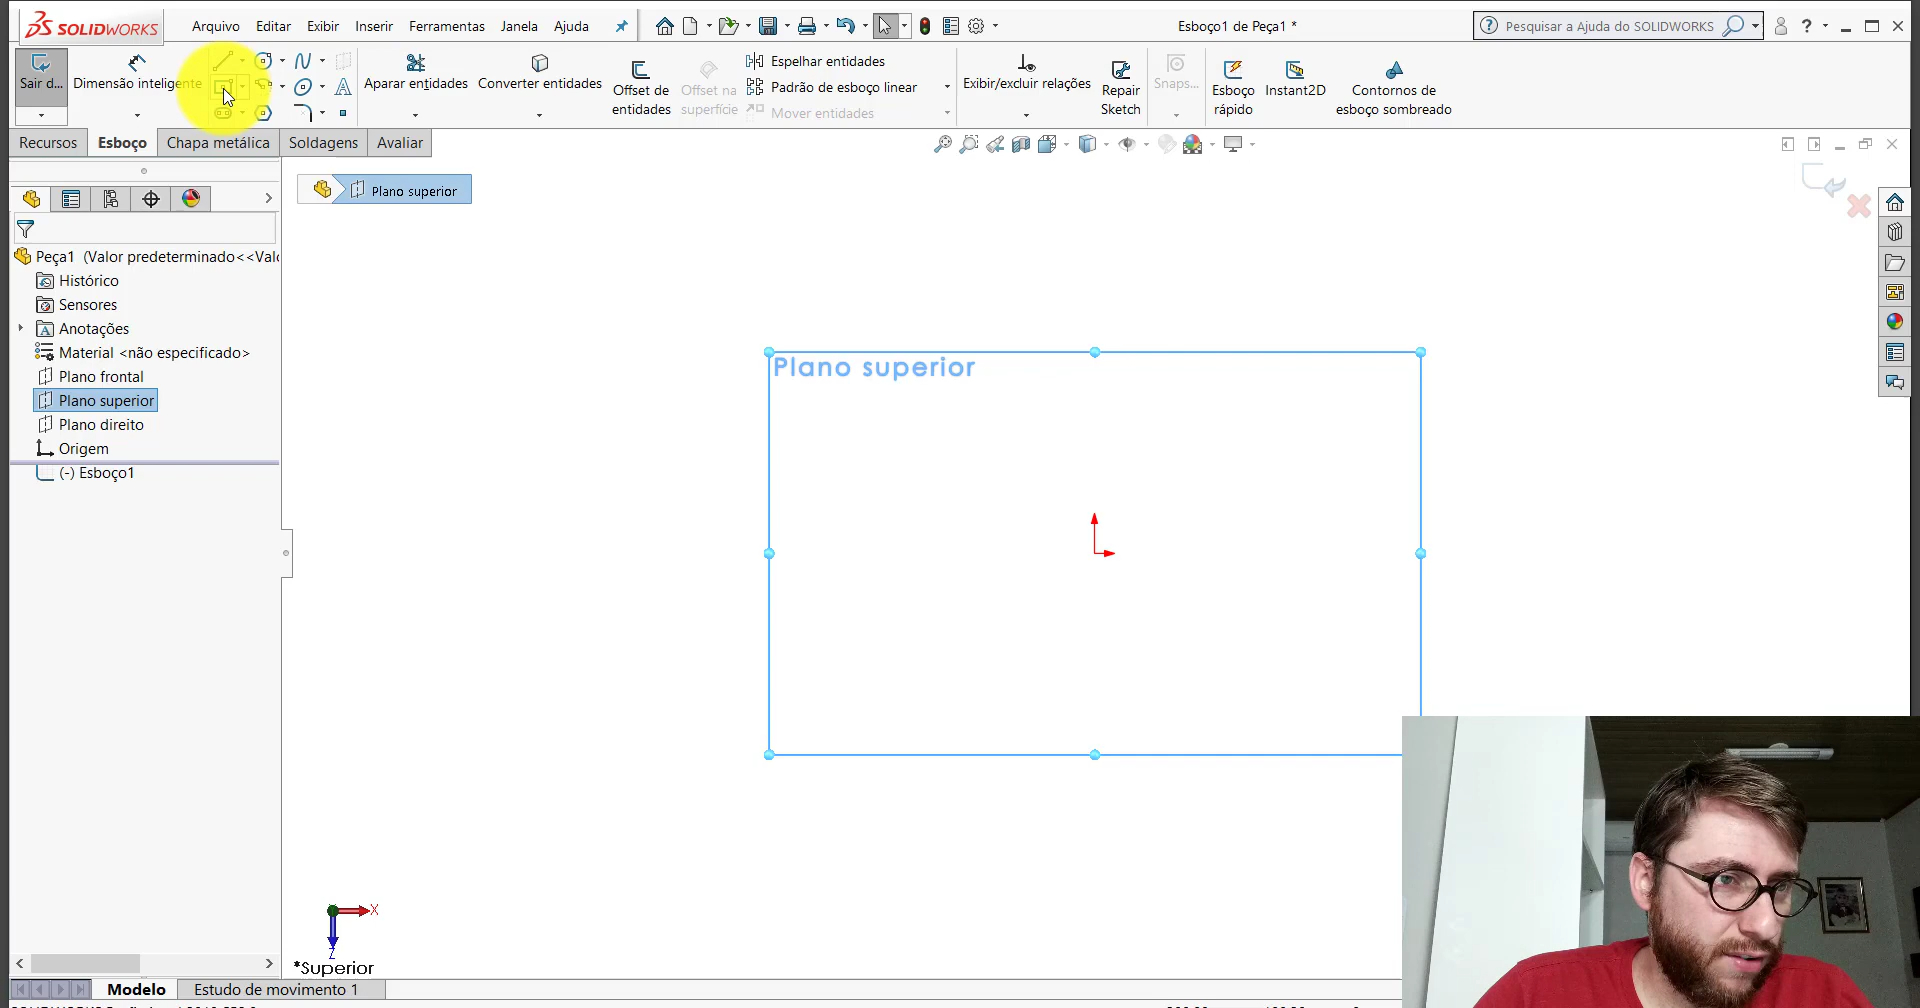 SOLIDWORKS
Arquivo Editar Exibir Inserir Ferramentas Janela Ajuda
Esboço1 de Peça1 *
Pesquisar a Ajuda do SOLIDWORKS
Sair d...
Dimensão inteligente
Aparar entidades
Converter entidades
Offset de
entidades
Offset na
superfície
Espelhar entidades
Padrão de esboço linear
Mover entidades
Exibir/excluir relações
Repair
Sketch
Snaps...
Esboço
rápido
Instant2D
Contornos de
esboço sombreado
Recursos Esboço Chapa metálica Soldagens Avaliar
Plano superior
Peça1 (Valor predeterminado<<Val
Histórico
Sensores
Anotações
Material <não especificado>
Plano frontal
Plano superior
Plano direito
Origem
(-) Esboço1
Plano superior
X
Z
*Superior
Modelo Estudo de movimento 1